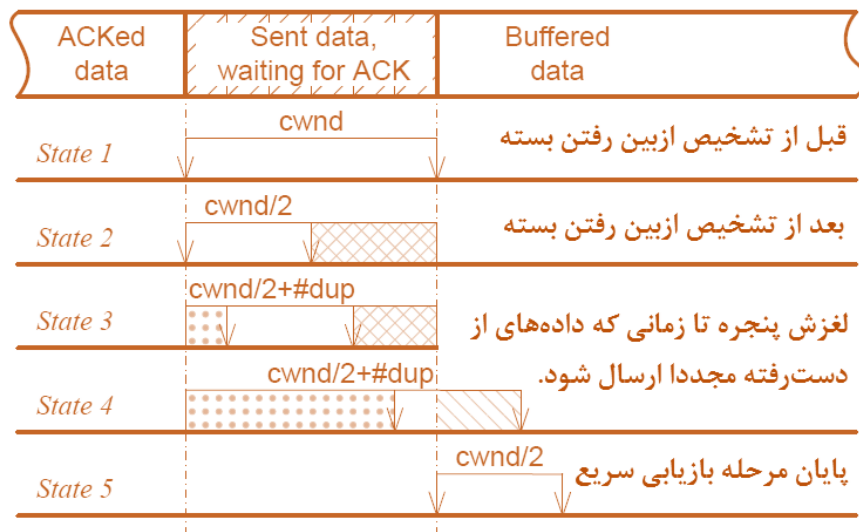 ACKed
data
Sent data,
waiting for ACK
Buffered
data
State 1
cwnd
قبل از تشخیص ازبین رفتن بسته
State 2
cwnd/2
بعد از تشخیص ازبین رفتن بسته
State 3
cwnd/2+#dup
لغزش پنجره تا زمانی که داده‌های از
دست‌رفته مجددا ارسال شود.
State 4
cwnd/2+#dup
State 5
cwnd/2
پایان مرحله بازیابی سریع